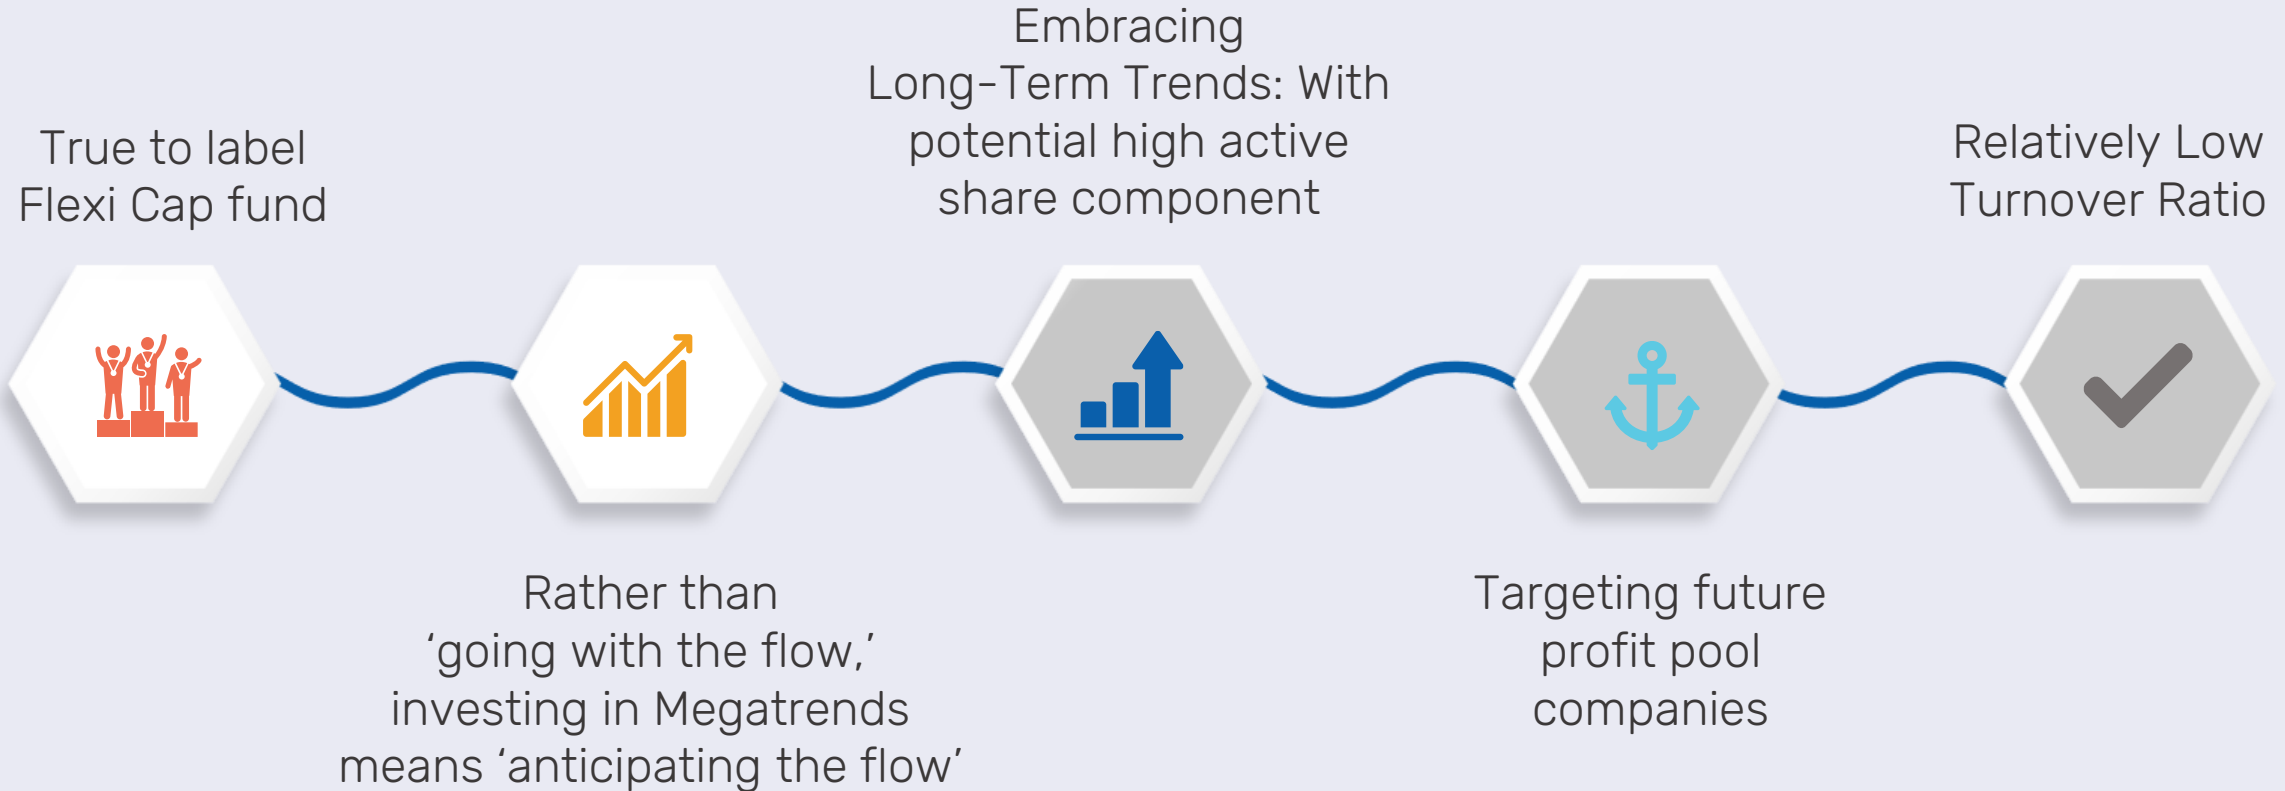 True to label
Flexi Cap fund
Rather than
‘going with the flow,’
investing in Megatrends
means ‘anticipating the flow’
Embracing
Long-Term Trends: With
potential high active
share component
Targeting future
profit pool
companies
Relatively Low
Turnover Ratio